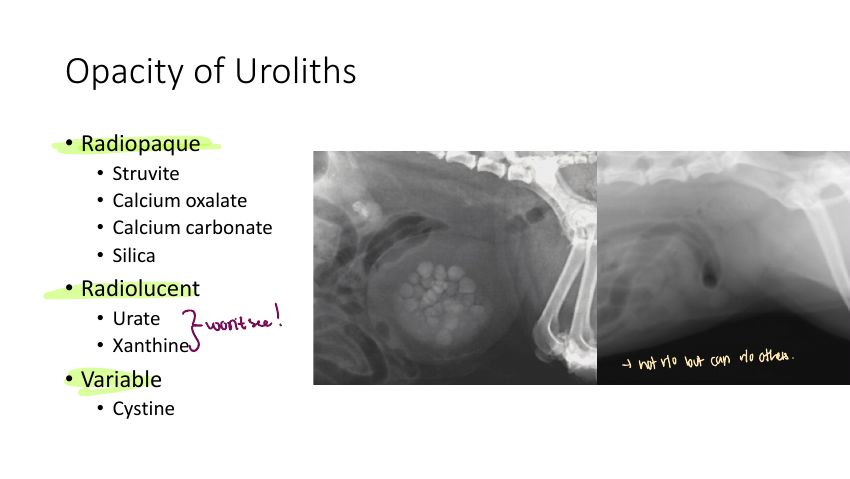 Opacity of Uroliths
• Radiopaque
• Struvite
• Calcium oxalate
• Calcium carbonate
• Silica
• Radiolucent
• Urate
• Xanthine
} won't see!
• Variable
• Cystine
→ not r/o but can r/o others.